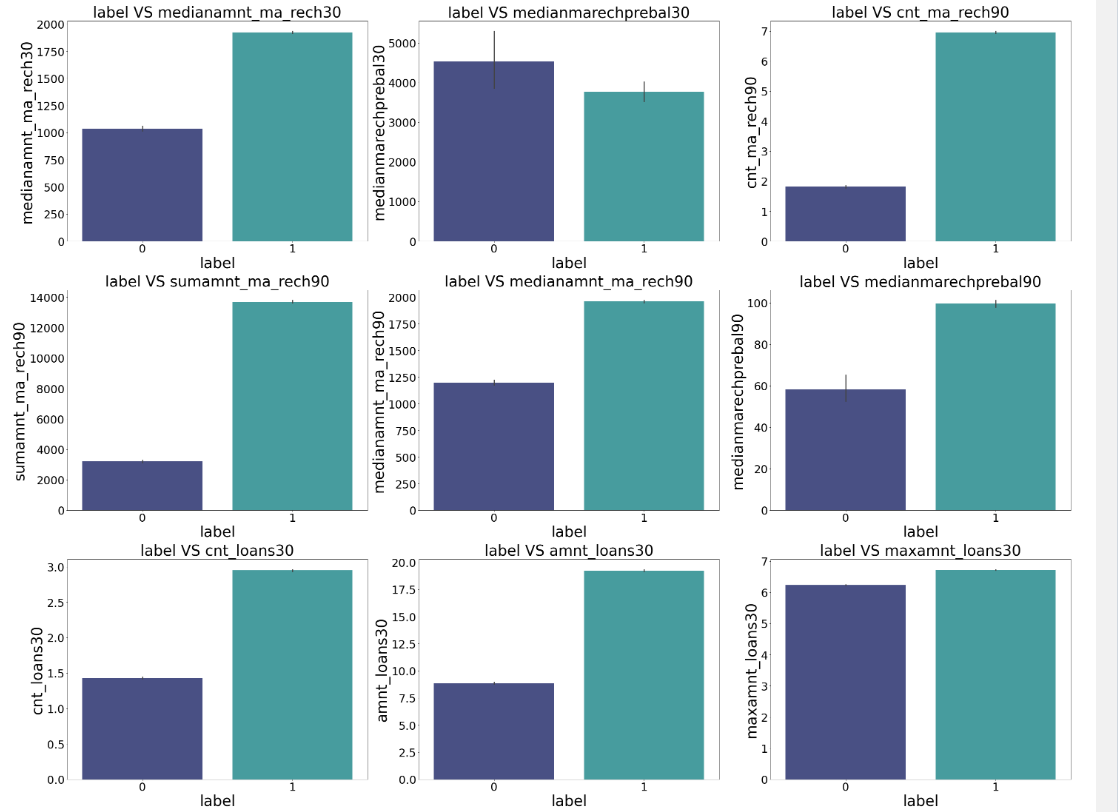 label VS medianamnt_ma_rech30
medianamnt_ma_rech30
2000
1750
1500
1250
1000
750
500
250
0
0 1
label
label VS medianmarechprebal30
medianmarechprebal30
5000
4000
3000
2000
1000
0
0 1
label
label VS cnt_ma_rech90
cnt_ma_rech90
7
6
5
4
3
2
1
0
0 1
label
label VS sumamnt_ma_rech90
sumamnt_ma_rech90
14000
12000
10000
8000
6000
4000
2000
0
0 1
label
label VS medianamnt_ma_rech90
medianamnt_ma_rech90
2000
1750
1500
1250
1000
750
500
250
0
0 1
label
label VS medianmarechprebal90
medianmarechprebal90
100
80
60
40
20
0
0 1
label
label VS cnt_loans30
cnt_loans30
3.0
2.5
2.0
1.5
1.0
0.5
0.0
0 1
label
label VS amnt_loans30
amnt_loans30
20.0
17.5
15.0
12.5
10.0
7.5
5.0
2.5
0.0
0 1
label
label VS maxamnt_loans30
maxamnt_loans30
7
6
5
4
3
2
1
0
0 1
label